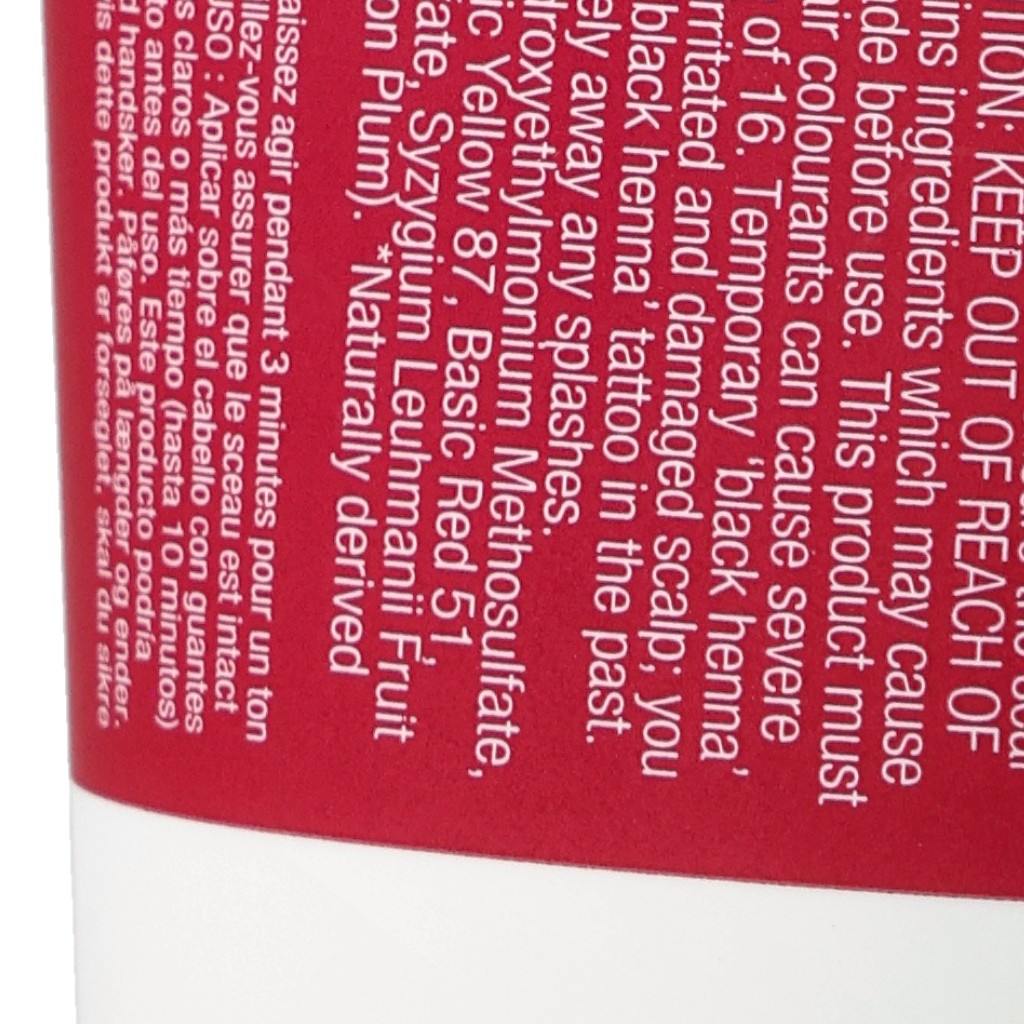 TION: KEEP OUT OF REACH OF
ins ingredients which may cause
de before use. This product must
ir colourants can cause severe
of 16. Temporary 'black henna'
irritated and damaged scalp; you
black henna' tattoo in the past.
ely away any splashes.
droxyethylmonium Methosulfate,
ic Yellow 87, Basic Red 51,
ate, Syzygium Leuhmanii Fruit
on Plum). *Naturally derived
aissez agir pendant 3 minutes pour un ton
llez-vous assurer que le sceau est intact
USO : Aplicar sobre el cabello con guantes
s claros o más tiempo (hasta 10 minutos)
to antes del uso. Este producto podría
d handsker. Påføres på længder og ender.
is dette produkt er forseglet, skal du sikre